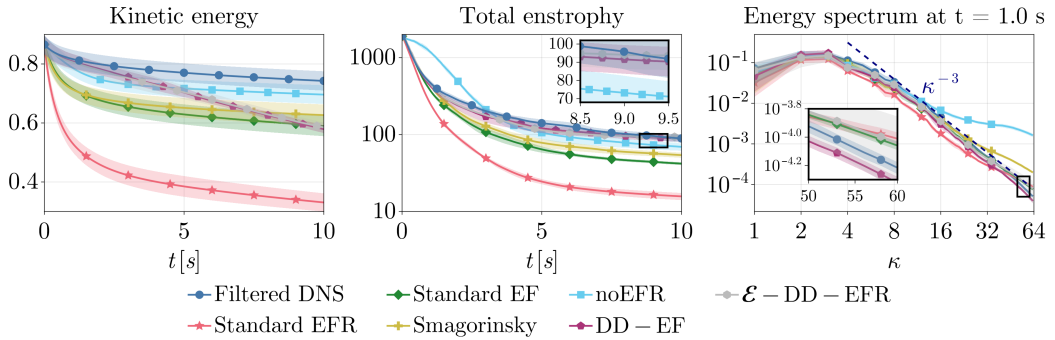 Kinetic energy
0.8
0.6
0.4
0 5 10
t[s]
Total enstrophy
1000
100
10
0 5 10
t[s]
100
90
80
70
8.5 9.0 9.5
Energy spectrum at t = 1.0 s
10⁻¹
10⁻²
10⁻³
10⁻⁴
1 2 4 8 16 32 64
κ
κ⁻³
10⁻³·⁸
10⁻⁴·⁰
10⁻⁴·²
50 55 60
Filtered DNS Standard EF noEFR ℰ − DD − EFR
Standard EFR Smagorinsky DD − EF